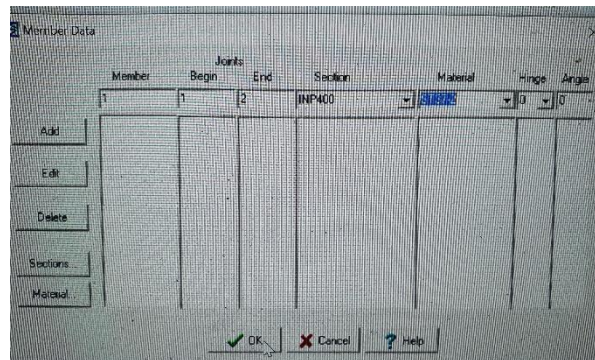 Member Data
Joints
Member Begin End Section Material Hinge Angle
1 1 2 INP400 0 0
Add
Edit
Delete
Sections...
Material...
OK Cancel ? Help